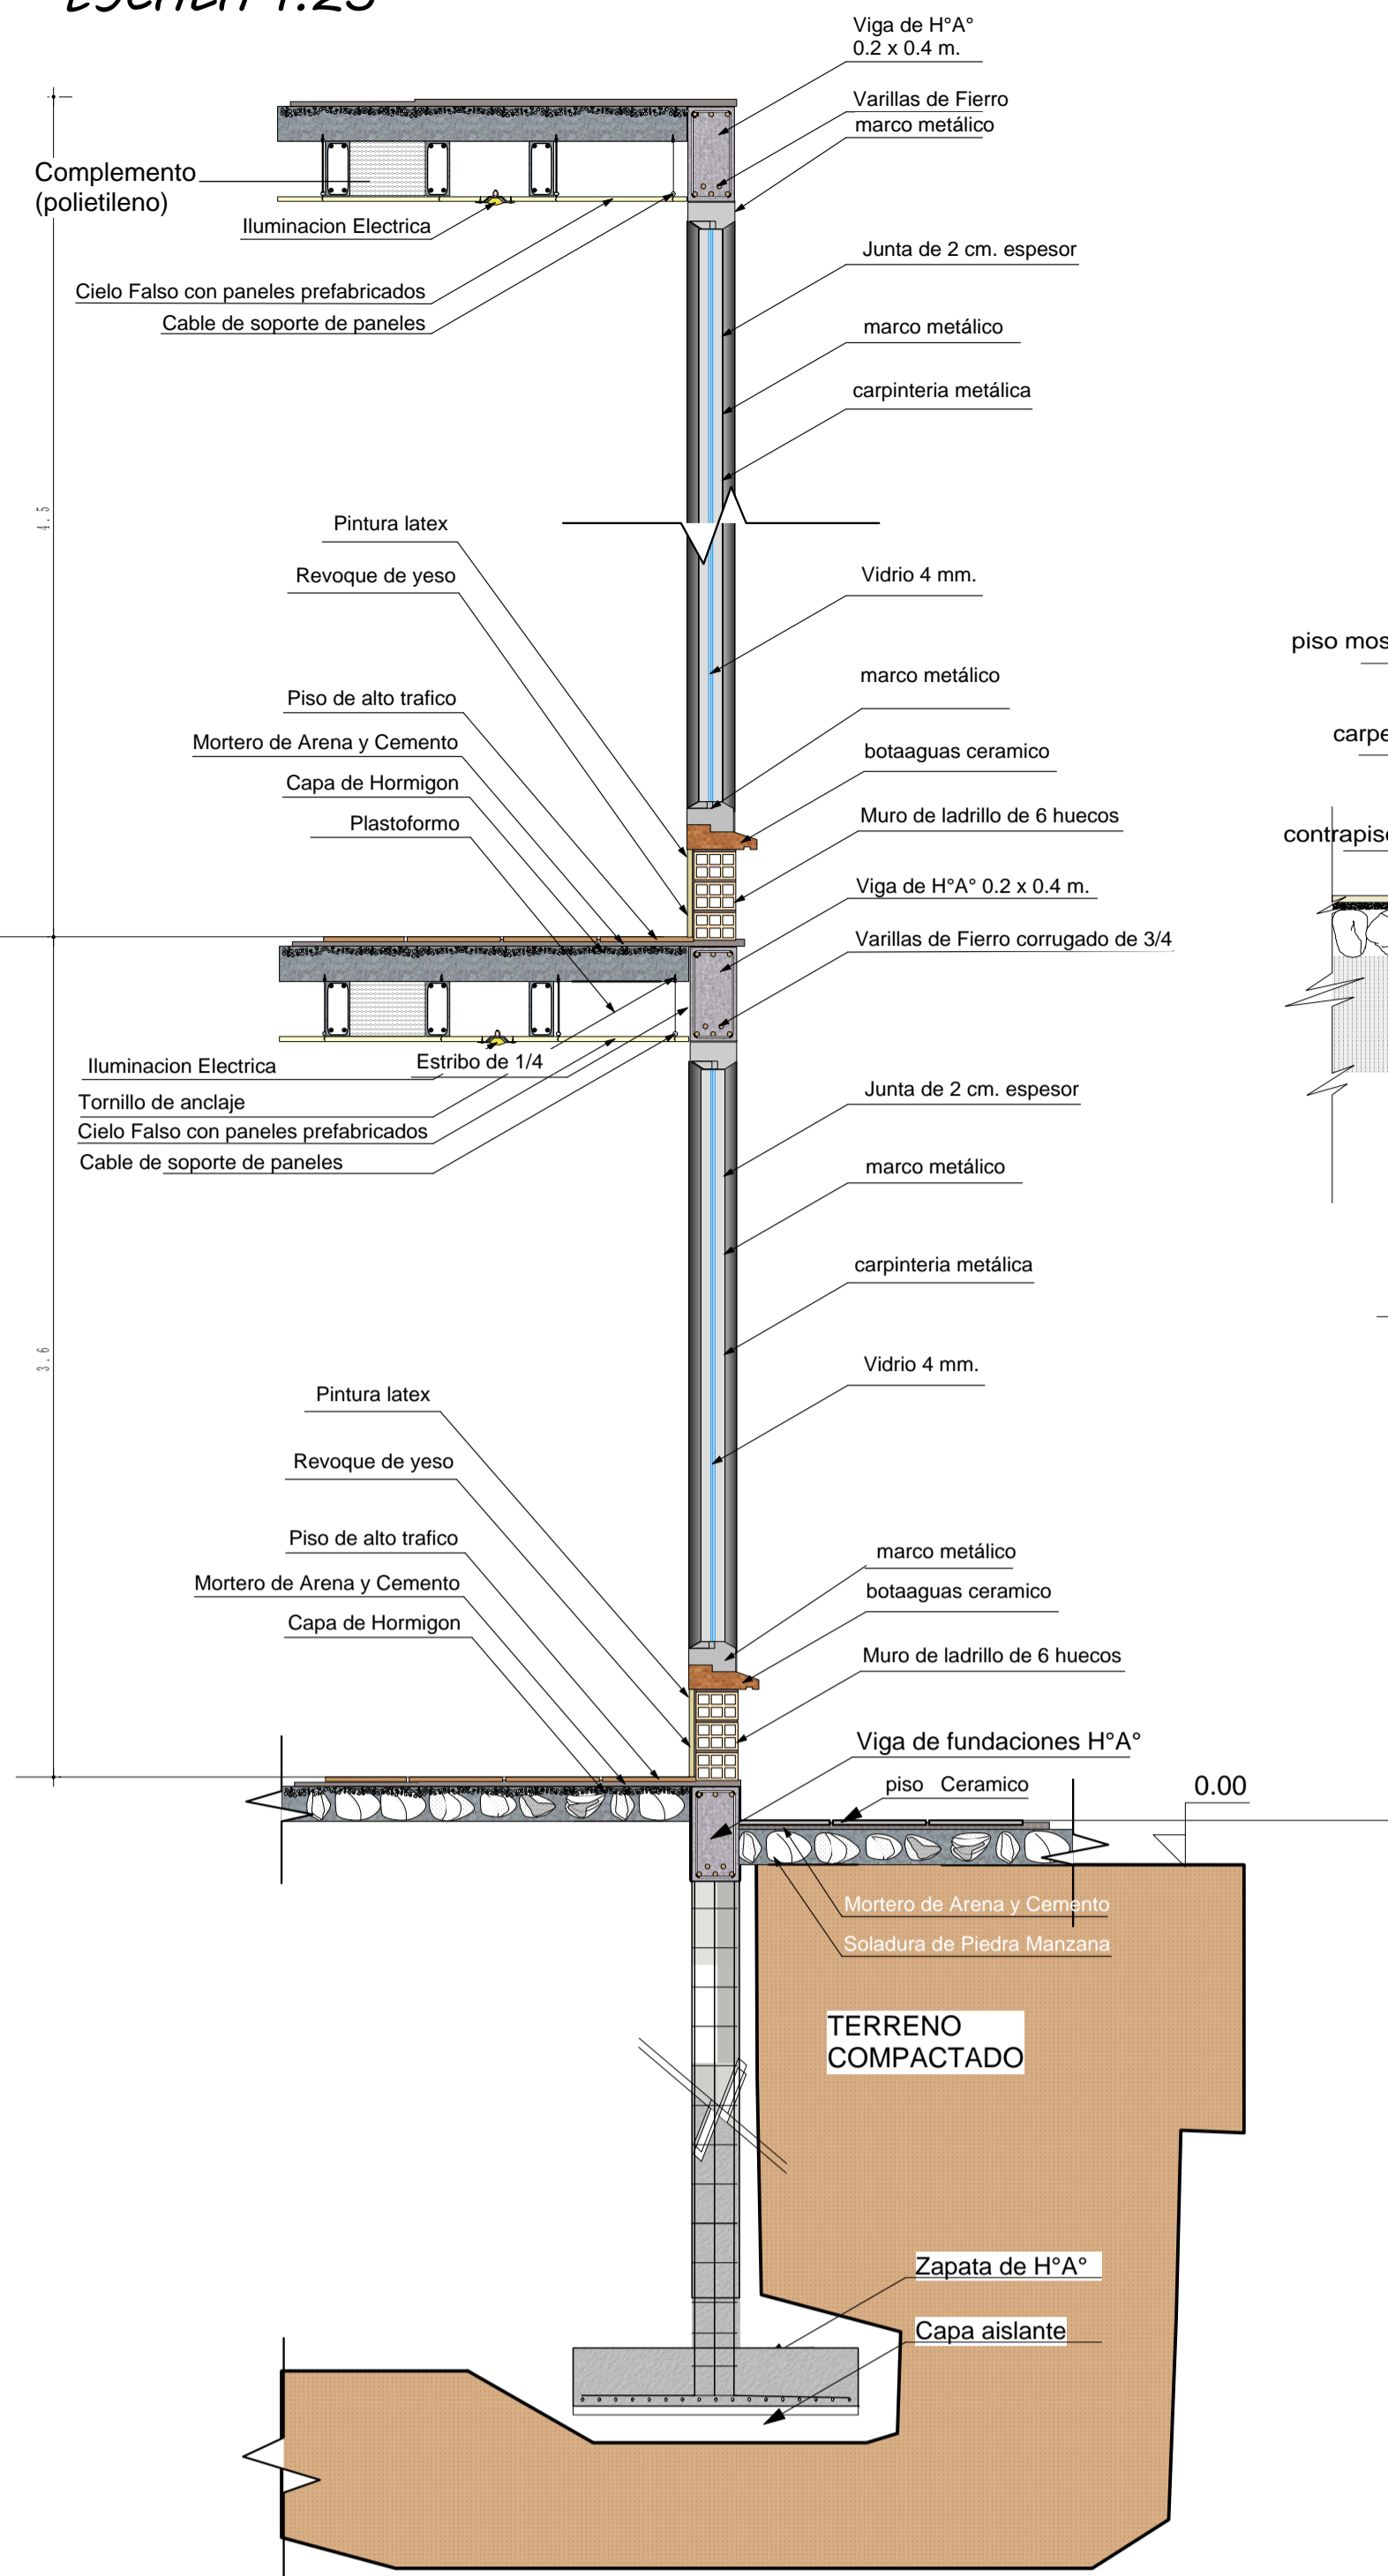 ESCALA 1:25
Viga de H°A°
0.2 x 0.4 m.
Varillas de Fierro
marco metálico
Complemento
(polietileno)
Iluminacion Electrica
Junta de 2 cm. espesor
Cielo Falso con paneles prefabricados
Cable de soporte de paneles
marco metálico
carpinteria metálica
4.5
Pintura latex
Revoque de yeso
Vidrio 4 mm.
piso mos
marco metálico
Piso de alto trafico
Mortero de Arena y Cemento
carpe
botaaguas ceramico
Capa de Hormigon
Plastoformo
Muro de ladrillo de 6 huecos
contrapiso
Viga de H°A° 0.2 x 0.4 m.
Varillas de Fierro corrugado de 3/4
Iluminacion Electrica
Estribo de 1/4
Tornillo de anclaje
Cielo Falso con paneles prefabricados
Cable de soporte de paneles
Junta de 2 cm. espesor
marco metálico
carpinteria metálica
3.6
Vidrio 4 mm.
Pintura latex
Revoque de yeso
Piso de alto trafico
Mortero de Arena y Cemento
Capa de Hormigon
marco metálico
botaaguas ceramico
Muro de ladrillo de 6 huecos
Viga de fundaciones H°A°
piso Ceramico
0.00
Mortero de Arena y Cemento
Soladura de Piedra Manzana
TERRENO
COMPACTADO
Zapata de H°A°
Capa aislante